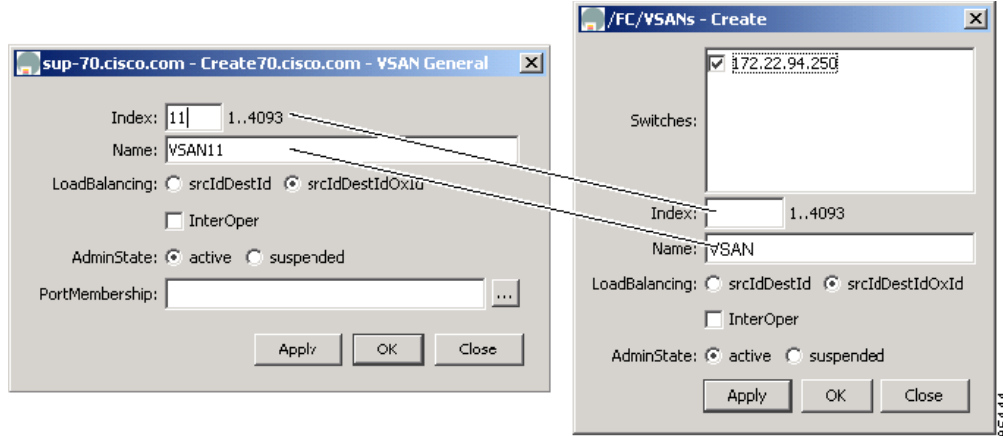 sup-70.cisco.com - Create70.cisco.com - VSAN General
Index: 11 1..4093
Name: VSAN11
LoadBalancing: srcIdDestId srcIdDestIdOxId
InterOper
AdminState: active suspended
PortMembership: ...
Apply OK Close
/FC/VSANs - Create
172.22.94.250
Switches:
Index: 1..4093
Name: VSAN
LoadBalancing: srcIdDestId srcIdDestIdOxId
InterOper
AdminState: active suspended
Apply OK Close